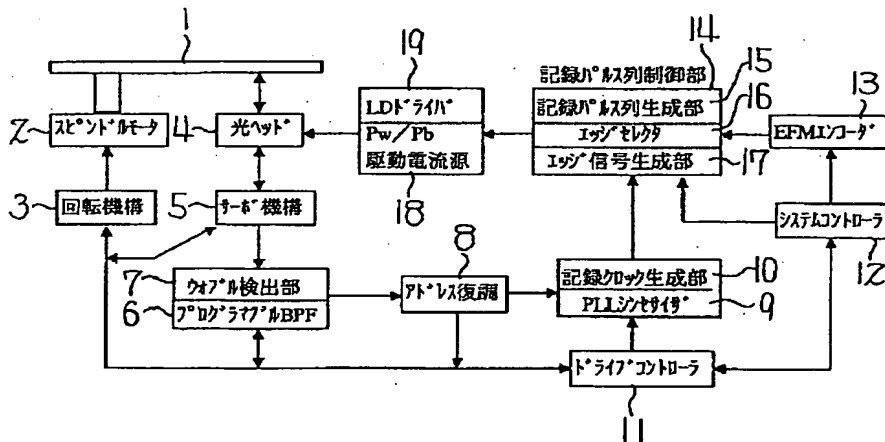 1
19
14
記録パルス列制御部
15
13
LDドライバ
記録パルス列生成部
16
2
スピンドルモータ
4
光ヘッド
Pw/Pb
エッジセレクタ
EFMエンコーダ
駆動電流源
エッジ信号生成部
17
18
3
回転機構
5
サーボ機構
8
システムコントローラ
12
7
ウォブル検出部
アドレス復調
記録クロック生成部
10
6
プログラマブルBPF
PLLシンセサイザ
9
ドライブコントローラ
11